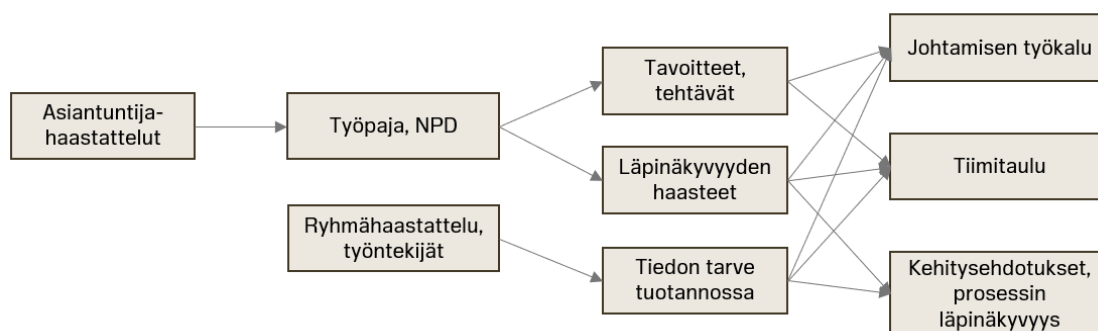 Asiantuntija-
haastattelut
Työpaja, NPD
Ryhmähaastattelu,
työntekijät
Tavoitteet,
tehtävät
Läpinäkyvyyden
haasteet
Tiedon tarve
tuotannossa
Johtamisen työkalu
Tiimitaulu
Kehitysehdotukset,
prosessin
läpinäkyvyys